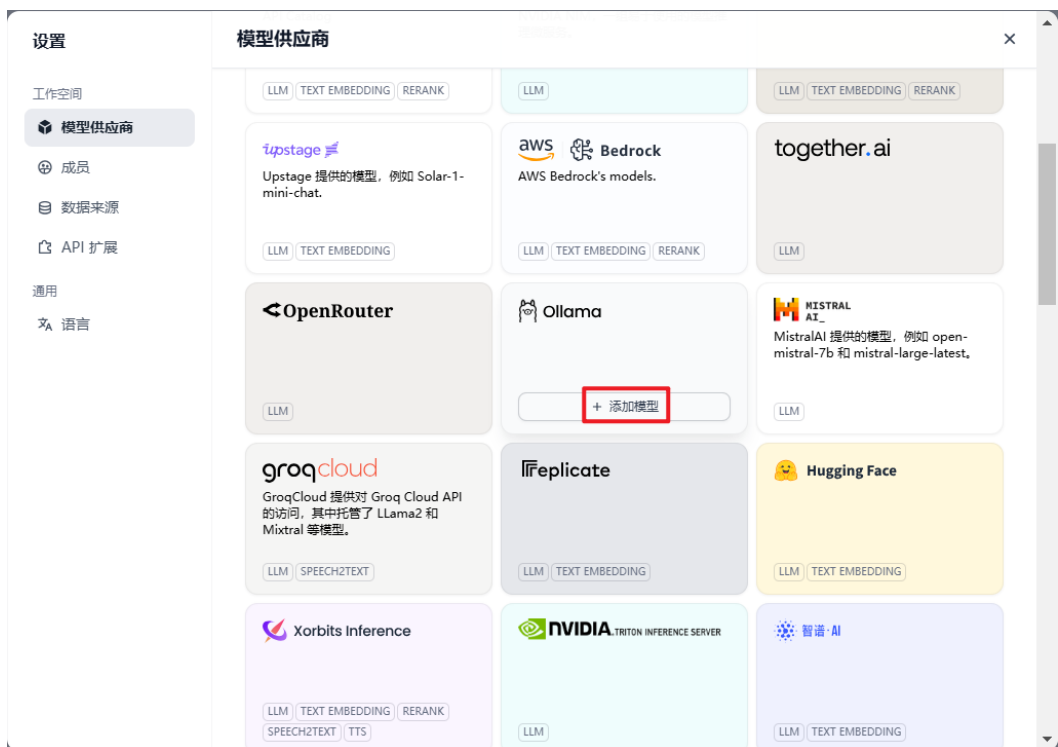 设置
工作空间
模型供应商
成员
数据来源
API 扩展
通用
语言
模型供应商
LLM TEXT EMBEDDING RERANK
LLM
LLM TEXT EMBEDDING RERANK
upstage
Upstage 提供的模型，例如 Solar-1-
mini-chat.
LLM TEXT EMBEDDING
aws Bedrock
AWS Bedrock's models.
LLM TEXT EMBEDDING RERANK
together.ai
LLM
OpenRouter
LLM
Ollama
+ 添加模型
MISTRAL
AI_
MistralAI 提供的模型，例如 open-
mistral-7b 和 mistral-large-latest。
LLM
groqcloud
GroqCloud 提供对 Groq Cloud API
的访问，其中托管了 LLama2 和
Mixtral 等模型。
LLM SPEECH2TEXT
replicate
LLM TEXT EMBEDDING
Hugging Face
LLM TEXT EMBEDDING
Xorbits Inference
LLM TEXT EMBEDDING RERANK
SPEECH2TEXT TTS
NVIDIA. TRITON INFERENCE SERVER
LLM
智谱·AI
LLM TEXT EMBEDDING